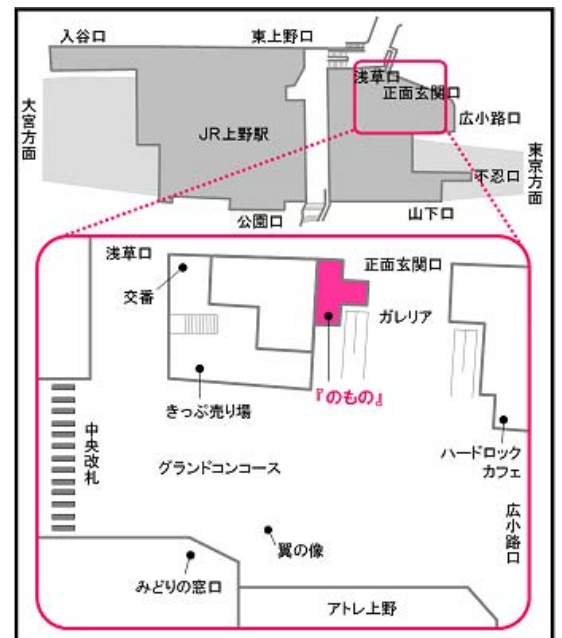 入谷口
東上野口
浅草口
正面玄関口
広小路口
大宮方面
JR上野駅
東京方面
不忍口
公園口
山下口
浅草口
正面玄関口
交番
ガレリア
きっぷ売り場
『のもの』
中央改札
ハードロック
カフェ
グランドコンコース
広小路口
翼の像
みどりの窓口
アトレ上野